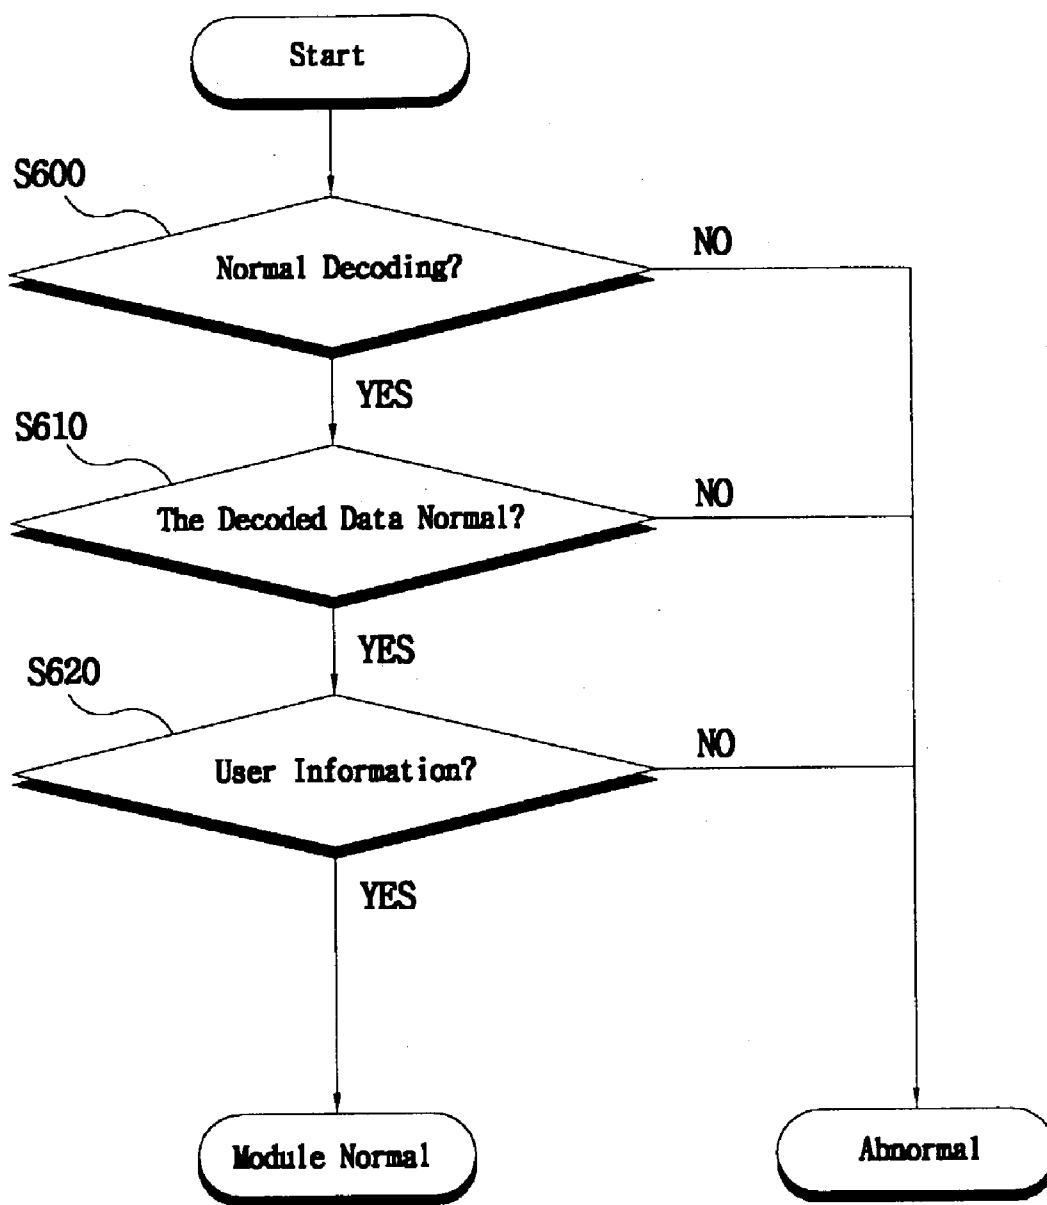 Start
S600
Normal Decoding?
NO
YES
S610
The Decoded Data Normal?
NO
YES
S620
User Information?
NO
YES
Module Normal
Abnormal